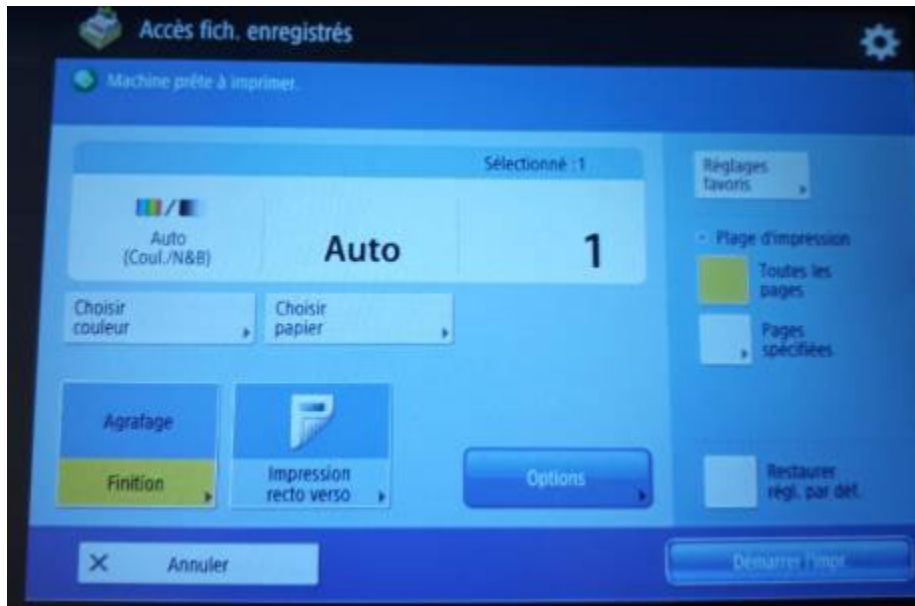 Accès fich. enregistrés
Machine prête à imprimer.
Sélectionné :1
Auto
(Coul./N&B)
Auto
1
Choisir
couleur
Choisir
papier
Agrafage
Finition
Impression
recto verso
Options
Réglages
favoris
Plage d'impression
Toutes les
pages
Pages
spécifiées
Restaurer
régl. par déf.
Annuler
Démarrer l'impr.